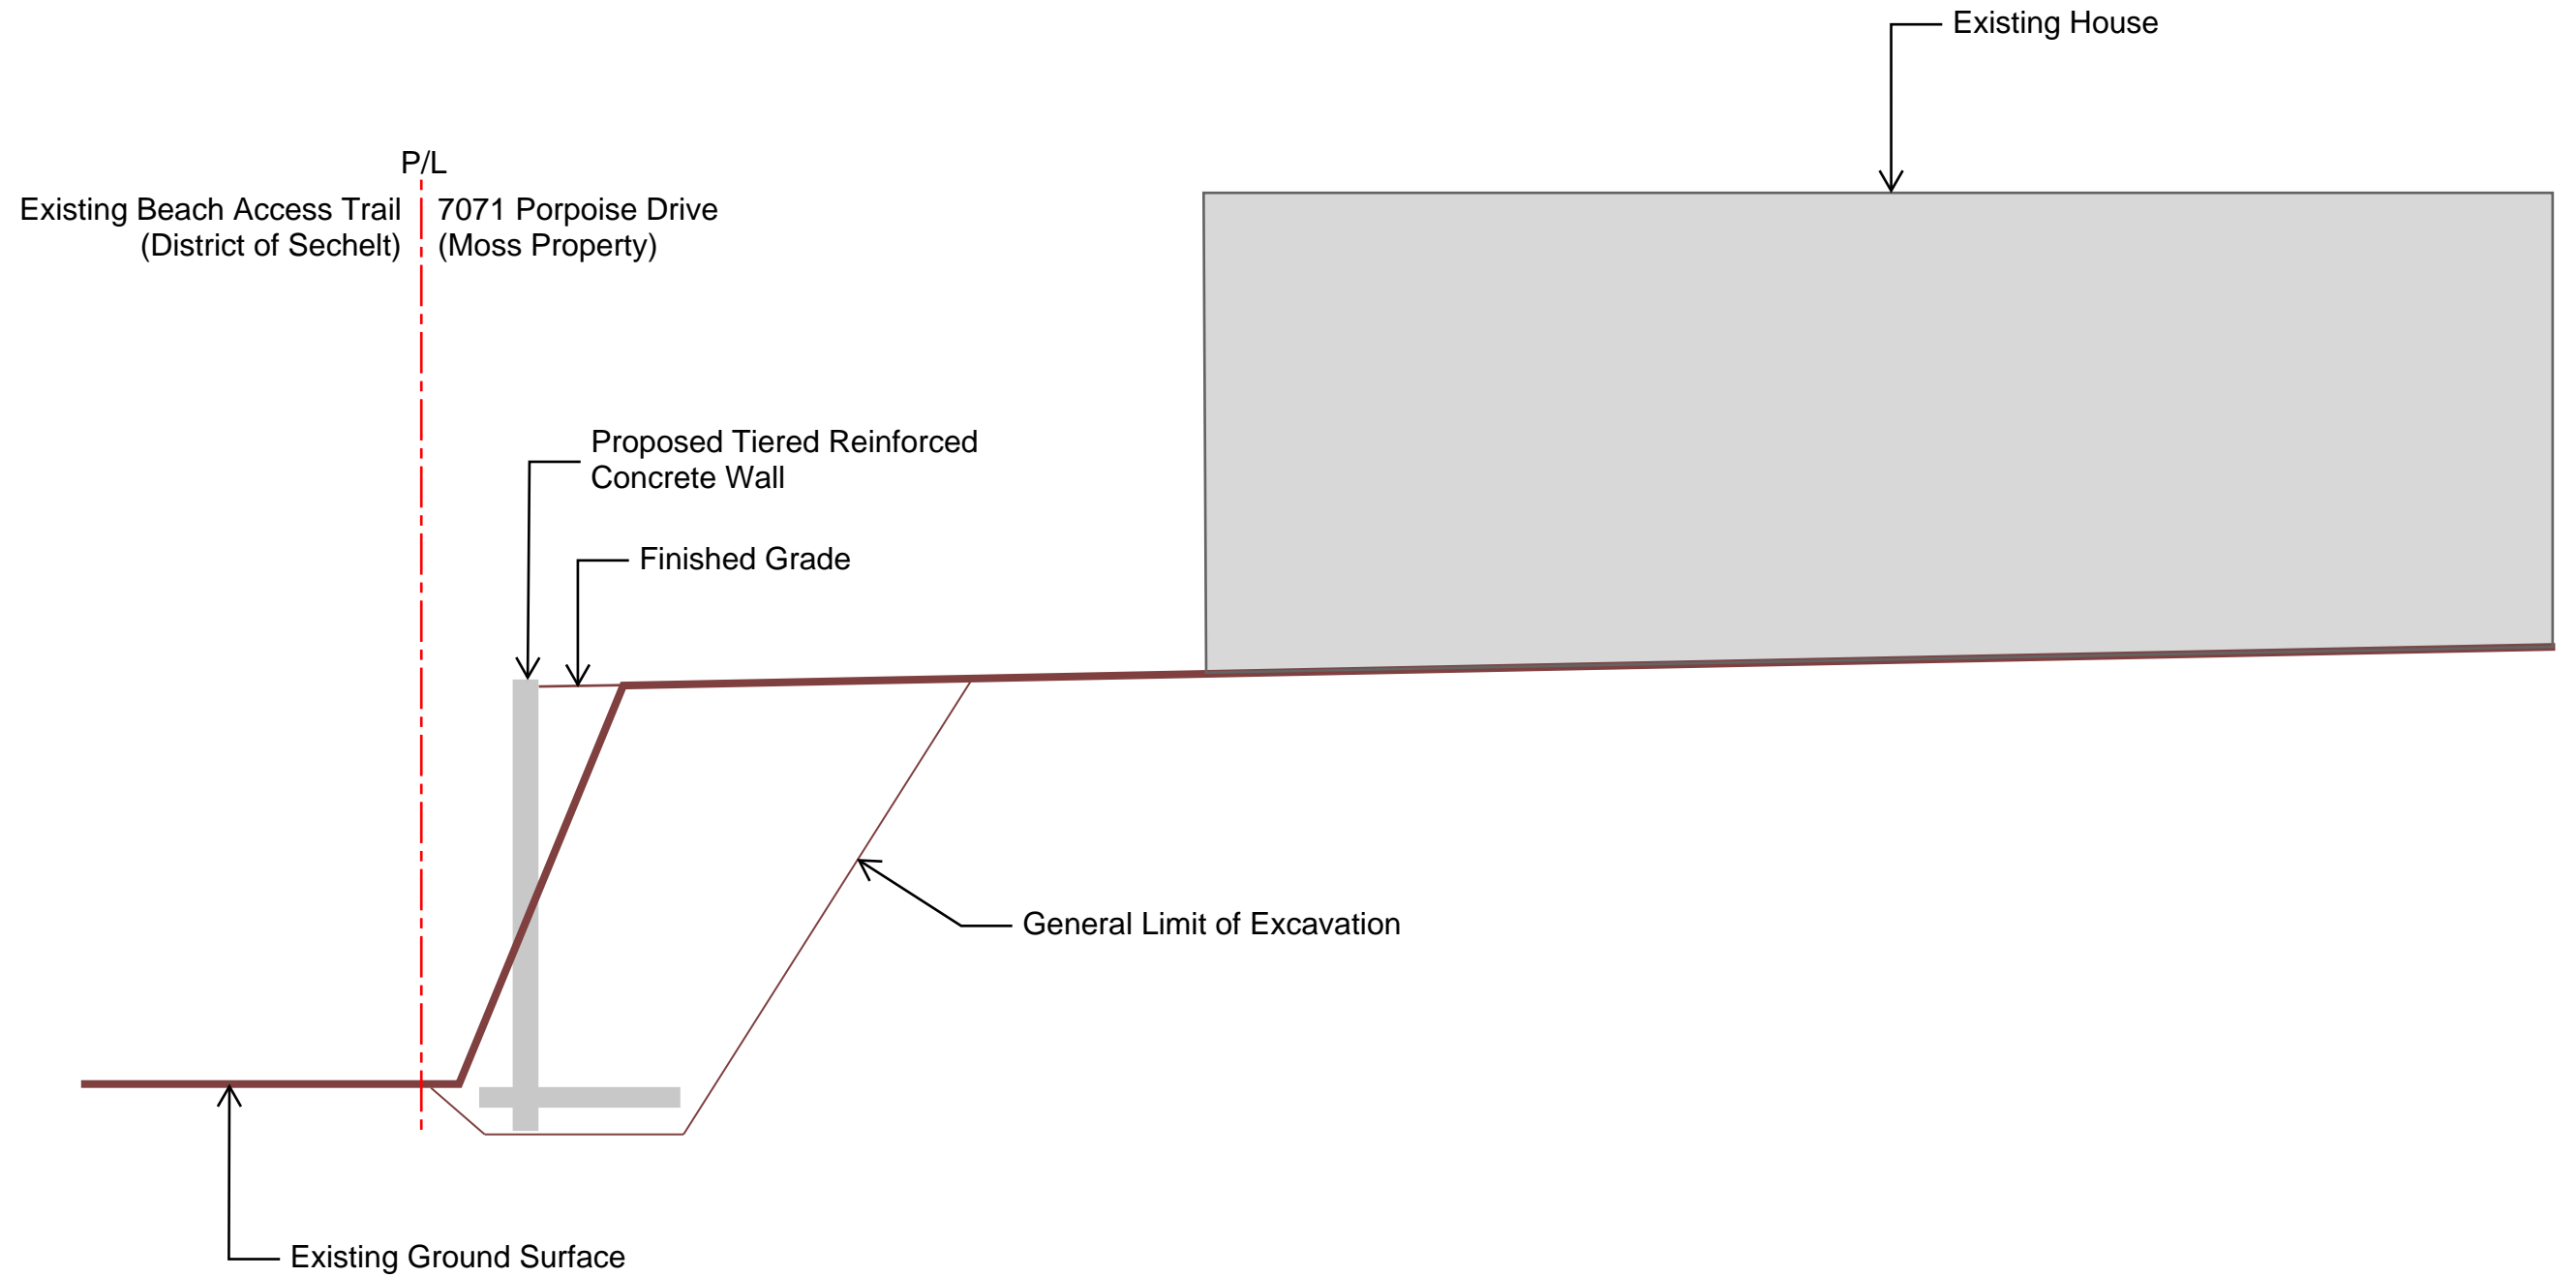 Existing House
P/L
Existing Beach Access Trail
(District of Sechelt)
7071 Porpoise Drive
(Moss Property)
Proposed Tiered Reinforced
Concrete Wall
Finished Grade
General Limit of Excavation
Existing Ground Surface